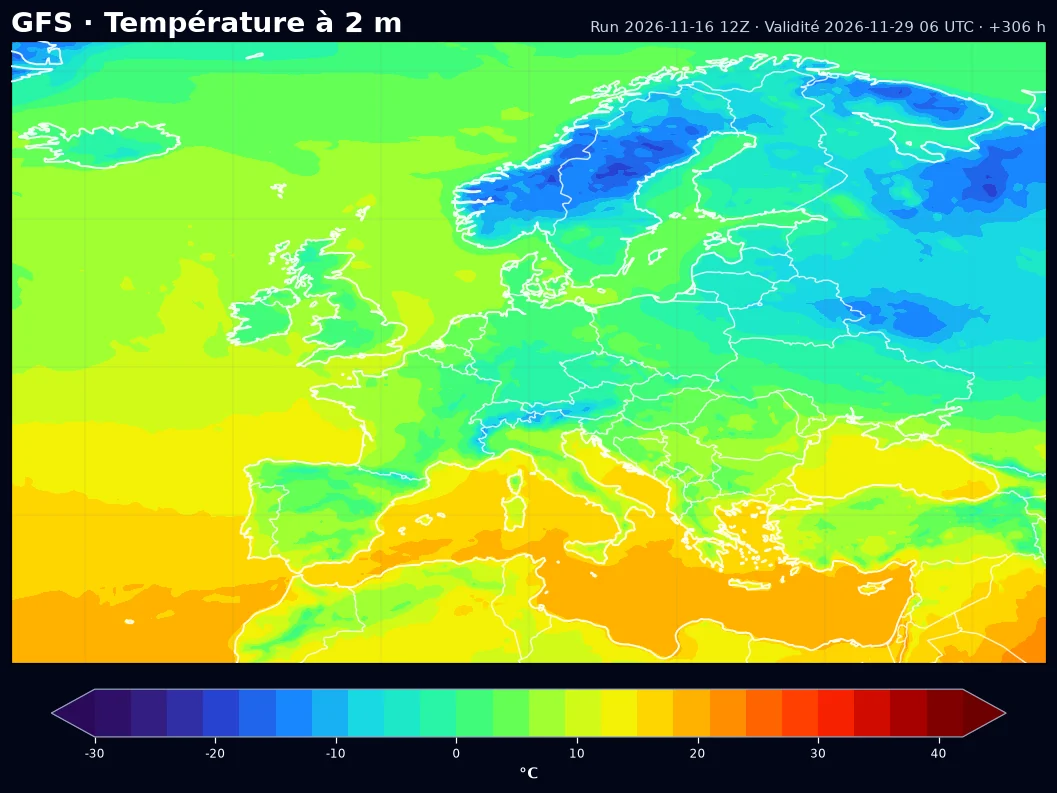 GFS · Température à 2 m
Run 2026-11-16 12Z · Validité 2026-11-29 06 UTC · +306 h
-30 -20 -10 0 10 20 30 40
°C